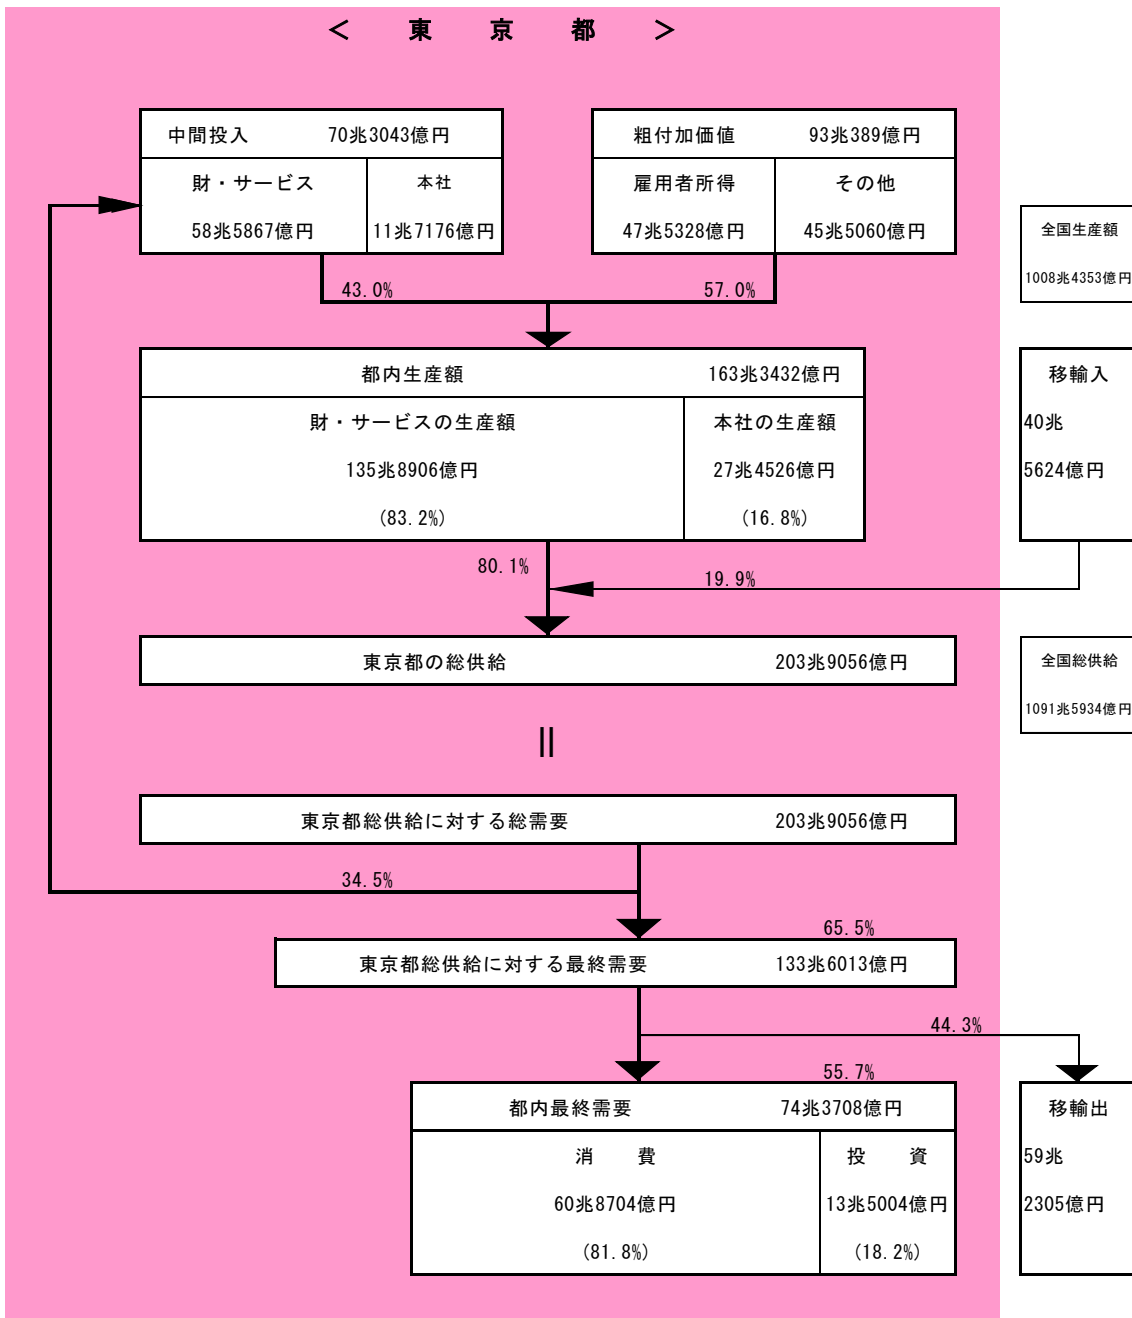 ＜ 東 京 都 ＞
中間投入 70兆3043億円
財・サービス 本社
58兆5867億円 11兆7176億円
粗付加価値 93兆389億円
雇用者所得 その他
47兆5328億円 45兆5060億円
全国生産額
1008兆4353億円
43.0% 57.0%
都内生産額 163兆3432億円
財・サービスの生産額 本社の生産額
135兆8906億円 27兆4526億円
(83.2%) (16.8%)
移輸入
40兆
5624億円
80.1% 19.9%
東京都の総供給 203兆9056億円
全国総供給
1091兆5934億円
||
東京都総供給に対する総需要 203兆9056億円
34.5%
65.5%
東京都総供給に対する最終需要 133兆6013億円
44.3%
55.7%
都内最終需要 74兆3708億円
消 費 投 資
60兆8704億円 13兆5004億円
(81.8%) (18.2%)
移輸出
59兆
2305億円